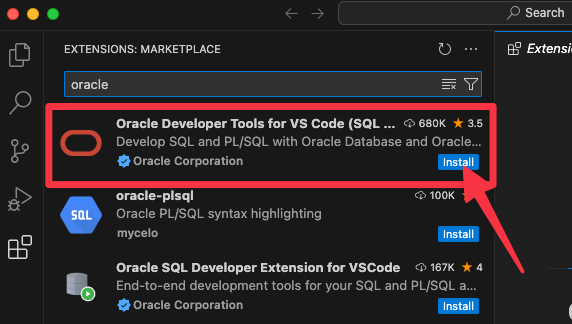 Search
EXTENSIONS: MARKETPLACE
Extensio
oracle
Oracle Developer Tools for VS Code (SQL ... 680K ★ 3.5
Develop SQL and PL/SQL with Oracle Database and Oracle...
Oracle Corporation Install
oracle-plsql 100K
SQL
Oracle PL/SQL syntax highlighting
mycelo Install
Oracle SQL Developer Extension for VSCode 167K ★ 4
End-to-end development tools for your SQL and PL/SQL a...
Oracle Corporation Install